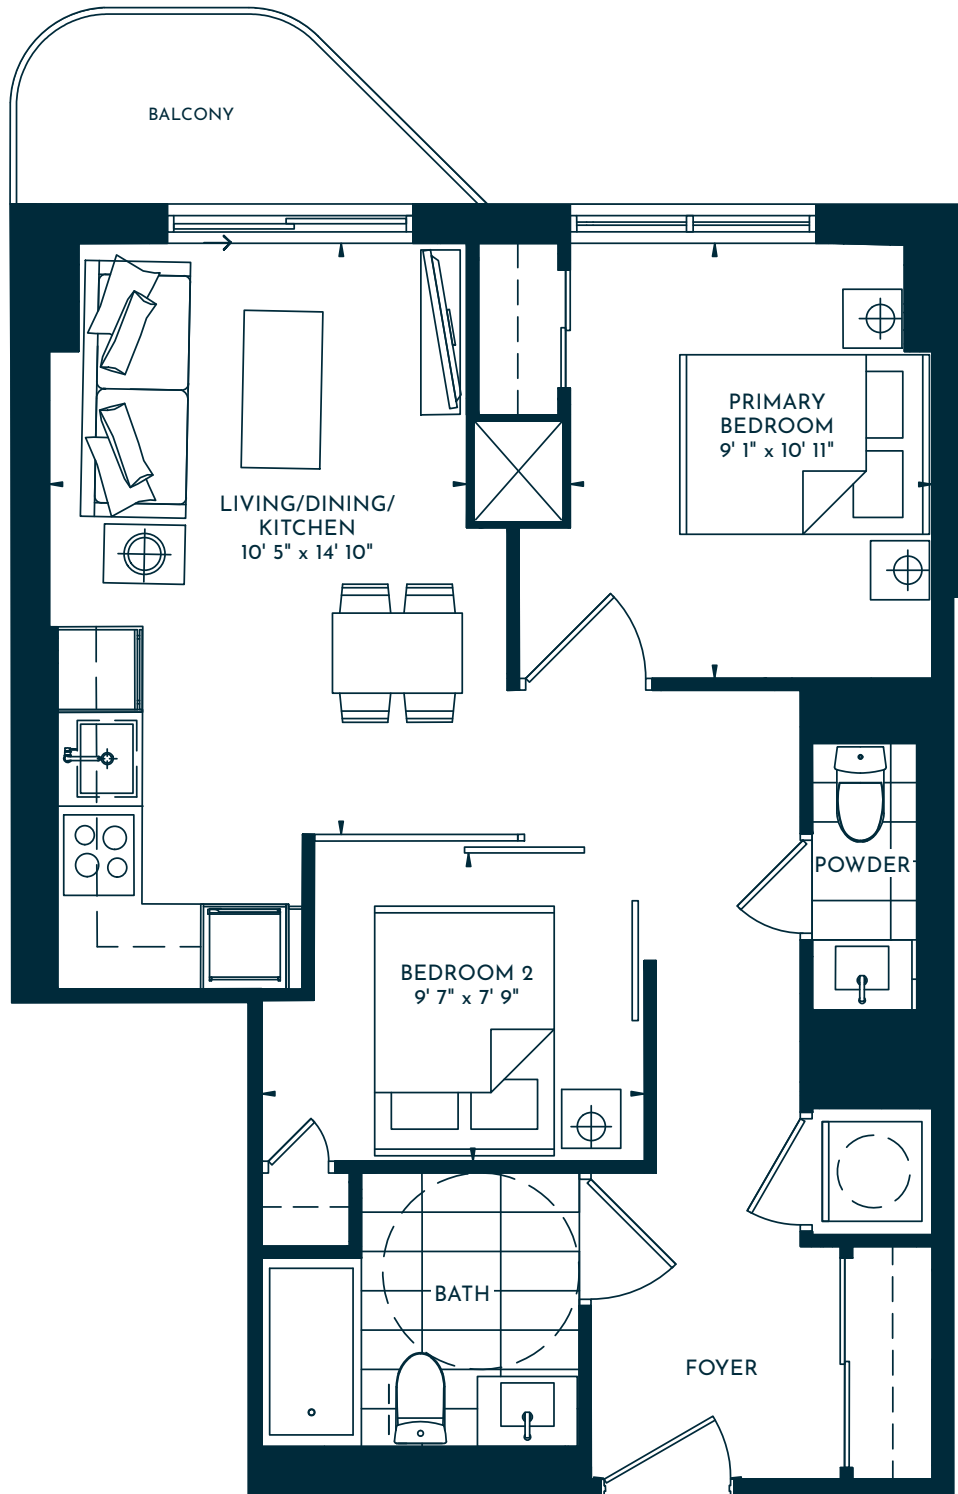 BALCONY
PRIMARY
BEDROOM
9' 1" x 10' 11"
LIVING/DINING/
KITCHEN
10' 5" x 14' 10"
POWDER
BEDROOM 2
9' 7" x 7' 9"
BATH
FOYER